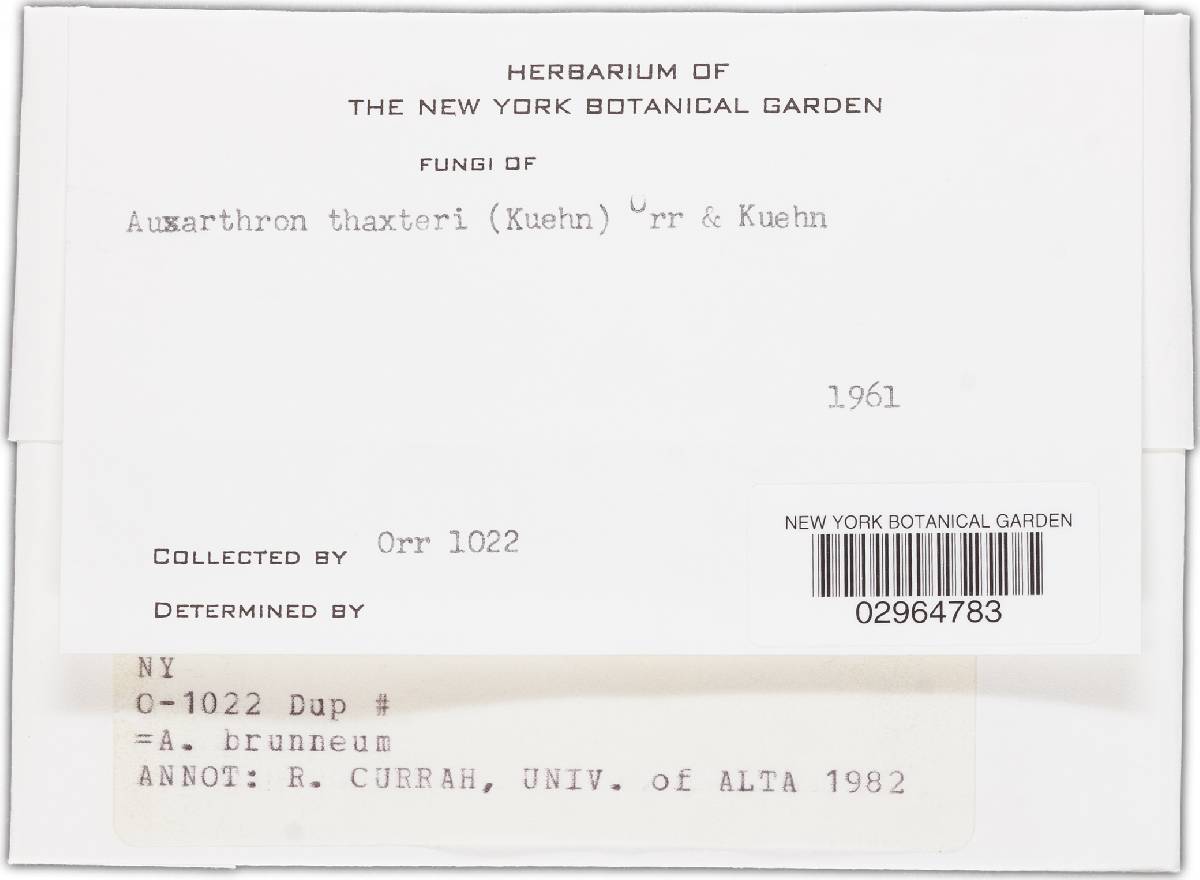 HERBARIUM OF
THE NEW YORK BOTANICAL GARDEN
FUNGI OF
Auxarthron thaxteri (Kuehn) Orr & Kuehn
1961
COLLECTED BY Orr 1022
DETERMINED BY
NEW YORK BOTANICAL GARDEN
02964783
NY
O-1022 Dup #
=A. brunneum
ANNOT: R. CURRAH, UNIV. of ALTA 1982